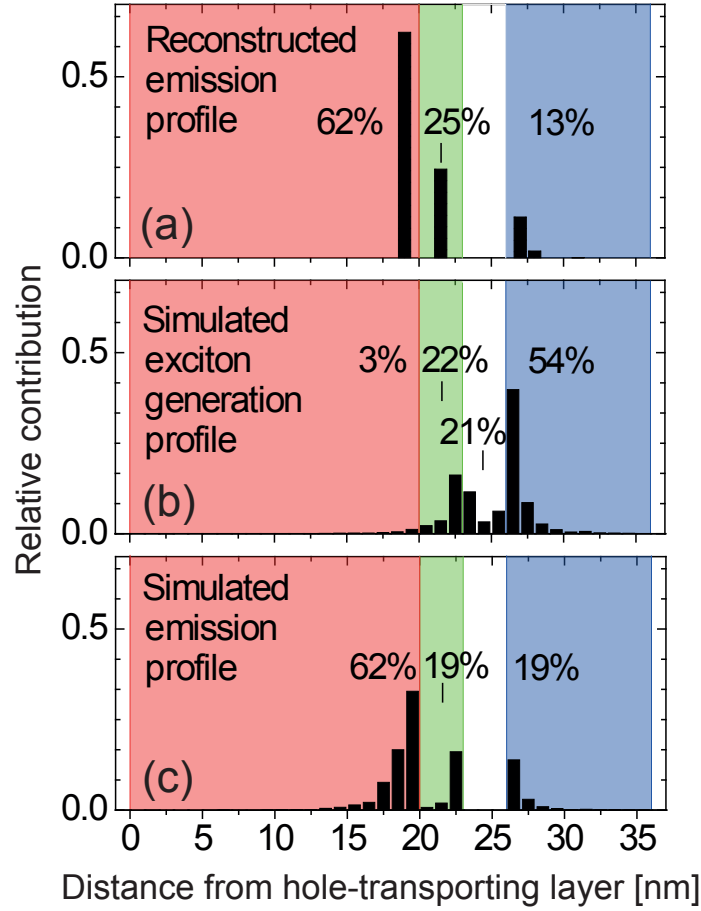 Relative contribution
0.5
0.0
Reconstructed
emission
profile
62%
25%
13%
(a)
0.5
0.0
Simulated
exciton
generation
profile
3%
22%
54%
21%
(b)
0.5
0.0
Simulated
emission
profile
62%
19%
19%
(c)
0 5 10 15 20 25 30 35
Distance from hole-transporting layer [nm]